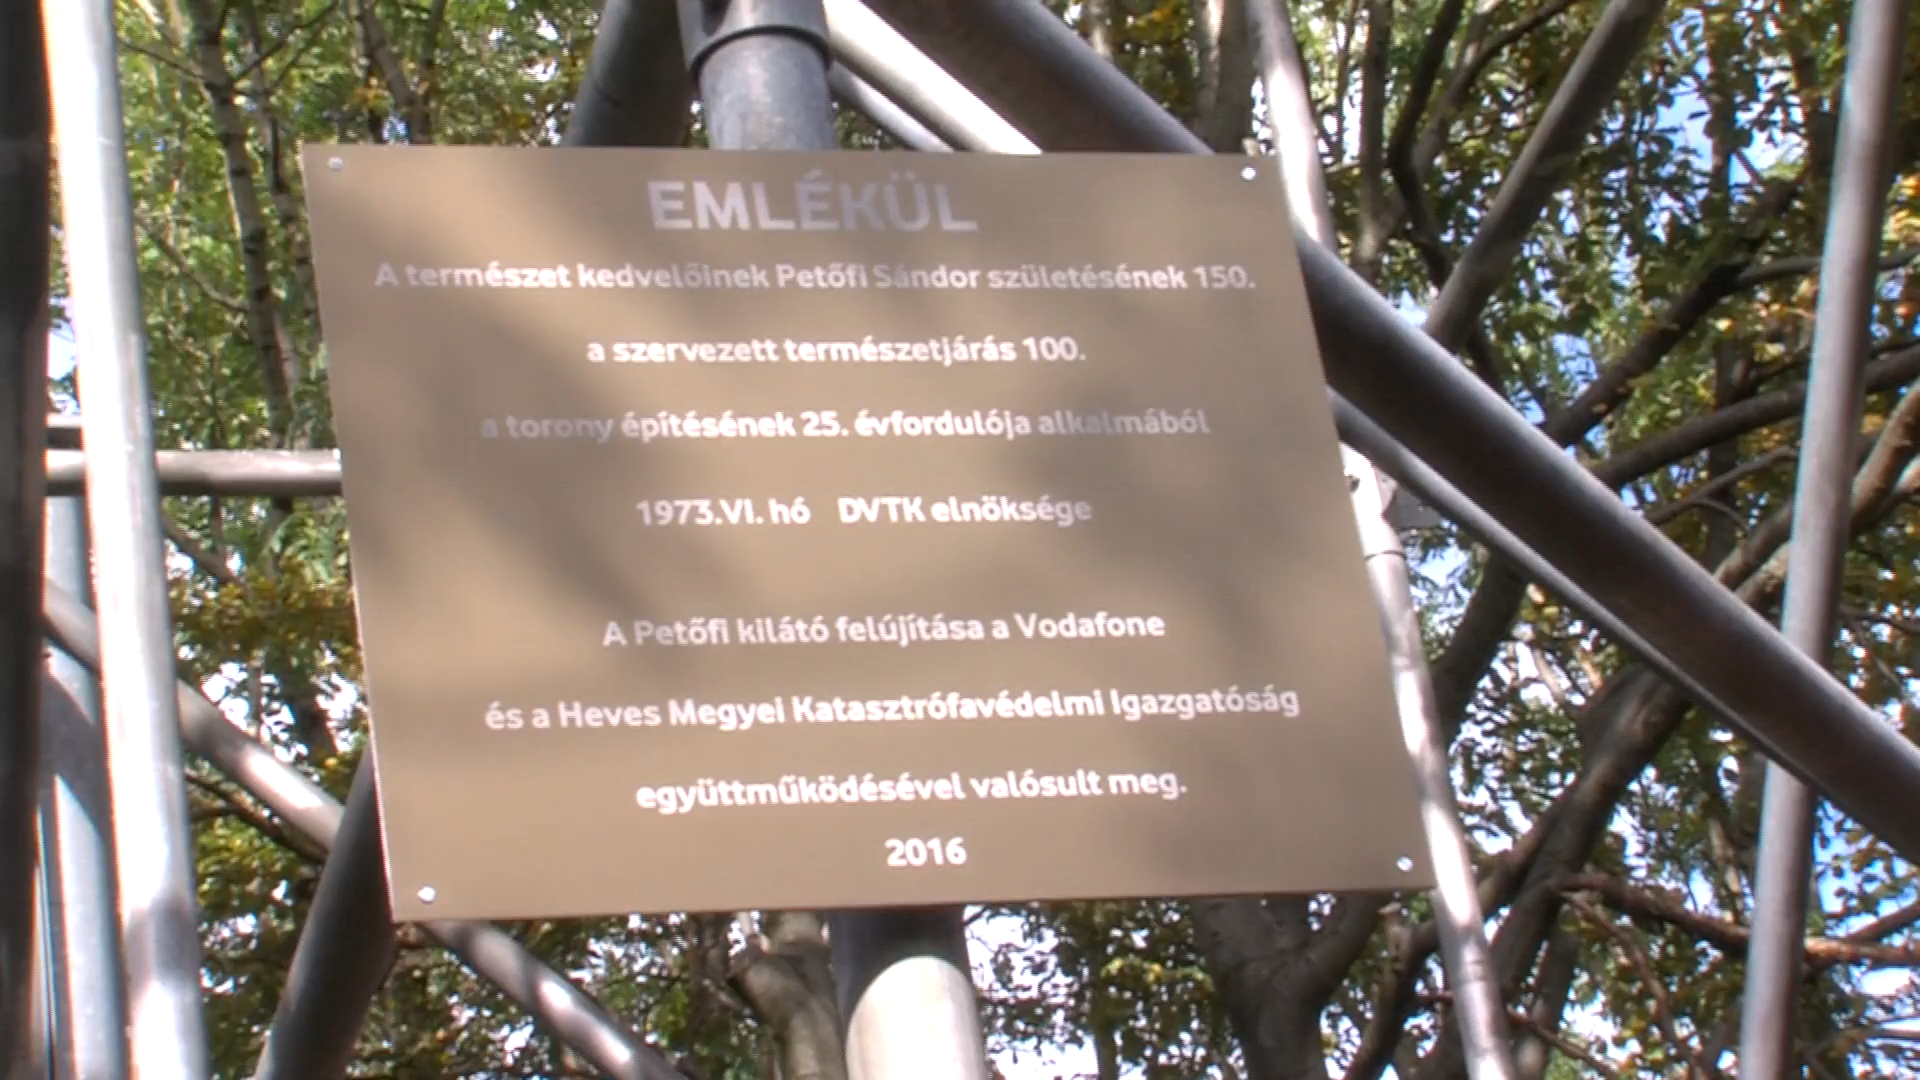 EMLÉKÜL
A természet kedvelőinek Petőfi Sándor születésének 150.
a szervezett természetjárás 100.
a torony építésének 25. évfordulója alkalmából
1973.VI. hó DVTK elnöksége
A Petőfi kilátó felújítása a Vodafone
és a Heves Megyei Katasztrófavédelmi Igazgatóság
együttműködésével valósult meg.
2016